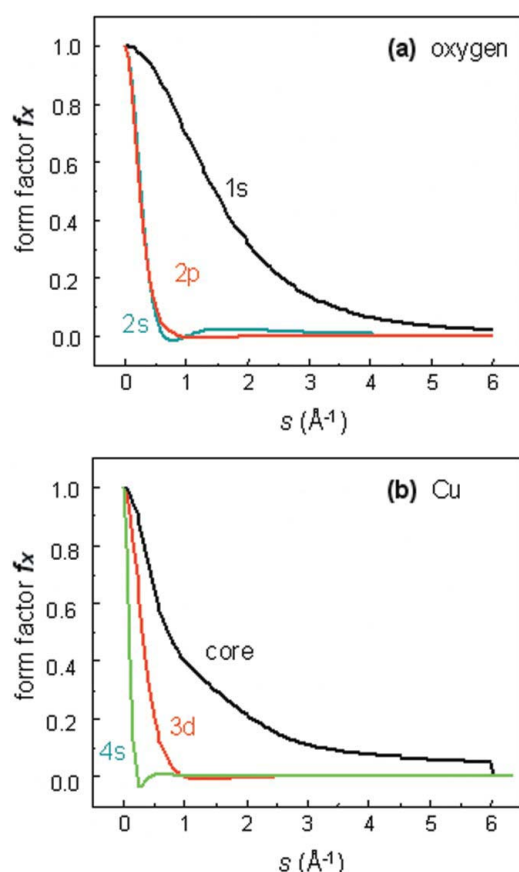 (a) oxygen
form factor fx
1.0
0.8
0.6
0.4
0.2
0.0
1s
2p
2s
0 1 2 3 4 5 6
s (Å-1)
(b) Cu
form factor fx
1.0
0.8
0.6
0.4
0.2
0.0
core
3d
4s
0 1 2 3 4 5 6
s (Å-1)